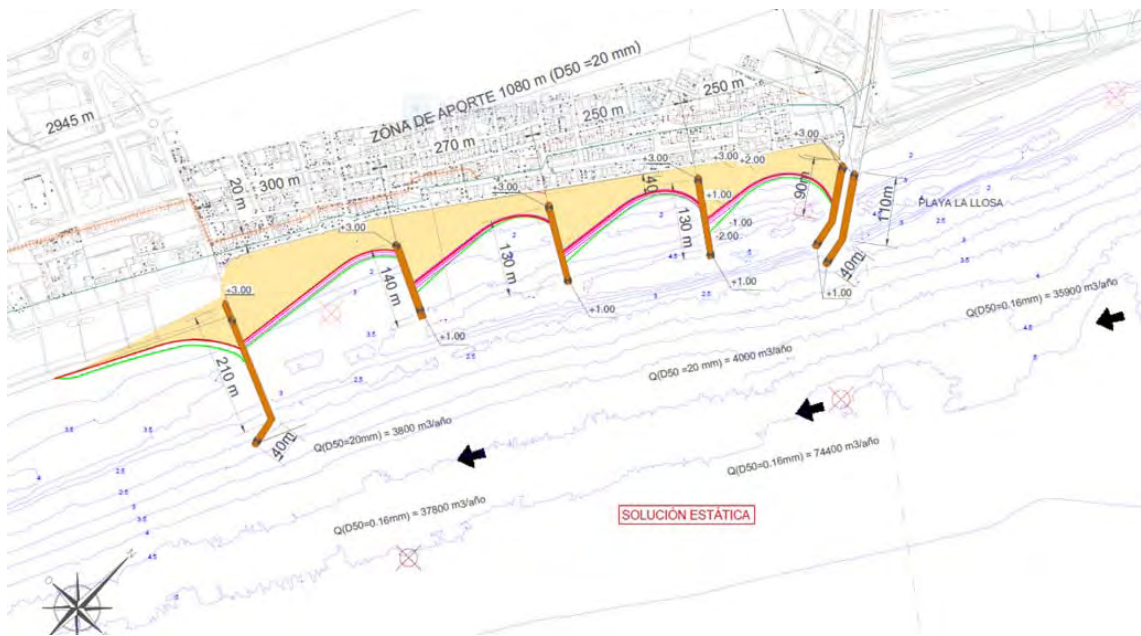 ZONA DE APORTE 1080 m (D50 =20 mm)
2945 m
250 m
250 m
270 m
300 m
20 m
+3.00
+3.00
+3.00
+2.00
+3.00
+3.00
+3.00
40
90m
110m
PLAYA LA LLOSA
+1.00
-1.00
-2.00
130 m
130 m
140 m
210 m
40m
40m
+1.00
+1.00
+1.00
+1.00
Q(D50=0.16mm) = 35900 m3/año
Q(D50 =20 mm) = 4000 m3/año
Q(D50=20mm) = 3800 m3/año
Q(D50=0.16mm) = 74400 m3/año
Q(D50=0.16mm) = 37800 m3/año
SOLUCIÓN ESTÁTICA
N
O